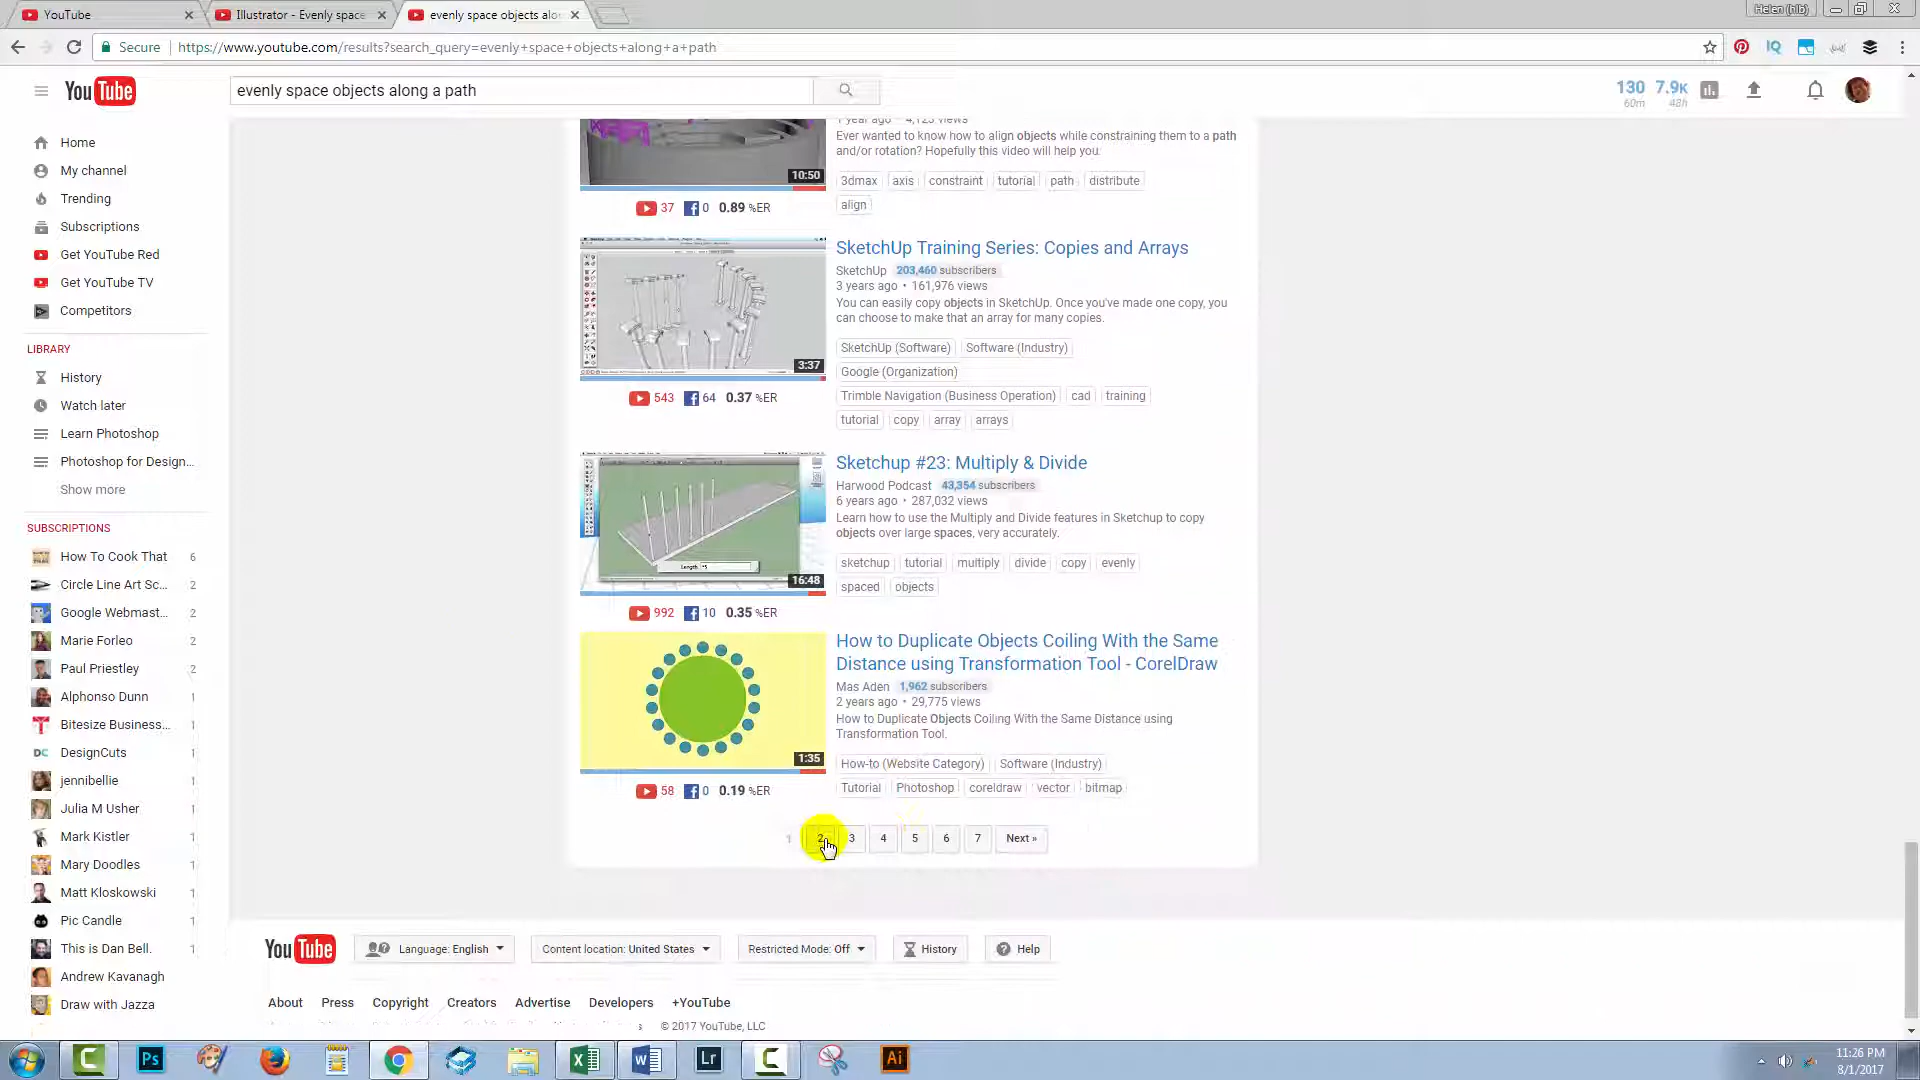 YouTube
Illustrator - Evenly space
evenly space objects alo
Helen (hlb)
Secure https://www.youtube.com/results?search_query=evenly+space+objects+along+a+path
YouTube
evenly space objects along a path
130 7.9K
60m 48h
Home
My channel
Trending
Subscriptions
Get YouTube Red
Get YouTube TV
Competitors
LIBRARY
History
Watch later
Learn Photoshop
Photoshop for Design...
Show more
SUBSCRIPTIONS
How To Cook That 6
Circle Line Art Sc... 2
Google Webmast... 2
Marie Forleo 2
Paul Priestley 2
Alphonso Dunn 1
Bitesize Business... 1
DC DesignCuts 1
jennibellie 1
Julia M Usher 1
Mark Kistler 1
Mary Doodles 1
Matt Kloskowski 1
Pic Candle 1
This is Dan Bell. 1
Andrew Kavanagh
Draw with Jazza
1 year ago • 4,123 views
Ever wanted to know how to align objects while constraining them to a path
and/or rotation? Hopefully this video will help you:
10:50
3dmax axis constraint tutorial path distribute
align
37 0 0.89 %ER
SketchUp Training Series: Copies and Arrays
SketchUp 203,460 subscribers
3 years ago • 161,976 views
You can easily copy objects in SketchUp. Once you've made one copy, you
can choose to make that an array for many copies.
3:37
SketchUp (Software) Software (Industry)
Google (Organization)
Trimble Navigation (Business Operation) cad training
tutorial copy array arrays
543 64 0.37 %ER
Sketchup #23: Multiply & Divide
Harwood Podcast 43,354 subscribers
6 years ago • 287,032 views
Learn how to use the Multiply and Divide features in Sketchup to copy
objects over large spaces, very accurately.
Length
16:48
sketchup tutorial multiply divide copy evenly
spaced objects
992 10 0.35 %ER
How to Duplicate Objects Coiling With the Same
Distance using Transformation Tool - CorelDraw
Mas Aden 1,962 subscribers
2 years ago • 29,775 views
How to Duplicate Objects Coiling With the Same Distance using
Transformation Tool.
1:35
How-to (Website Category) Software (Industry)
Tutorial Photoshop coreldraw vector bitmap
58 0 0.19 %ER
1 2 3 4 5 6 7 Next »
YouTube Language: English Content location: United States Restricted Mode: Off History Help
About Press Copyright Creators Advertise Developers +YouTube
© 2017 YouTube, LLC
Ps Lr Ai
11:26 PM
8/1/2017